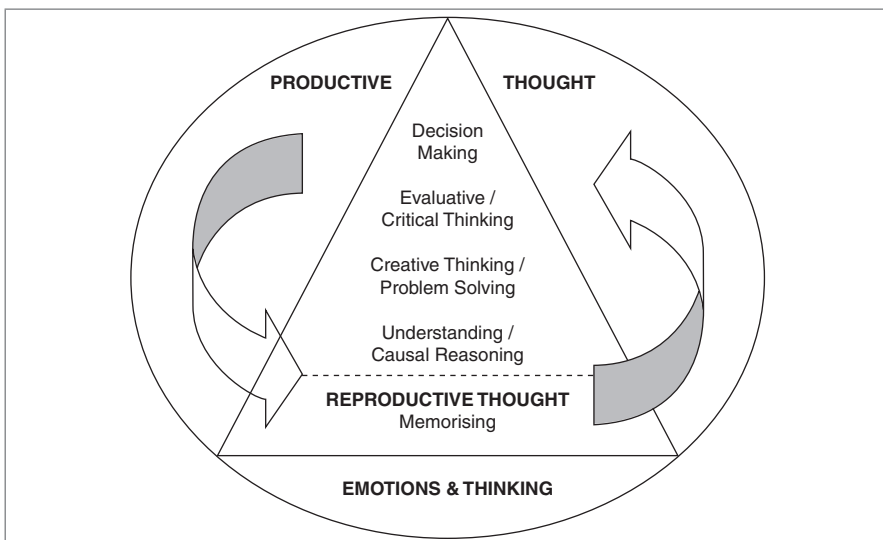 PRODUCTIVE THOUGHT
Decision
Making
Evaluative /
Critical Thinking
Creative Thinking /
Problem Solving
Understanding /
Causal Reasoning
REPRODUCTIVE THOUGHT
Memorising
EMOTIONS & THINKING